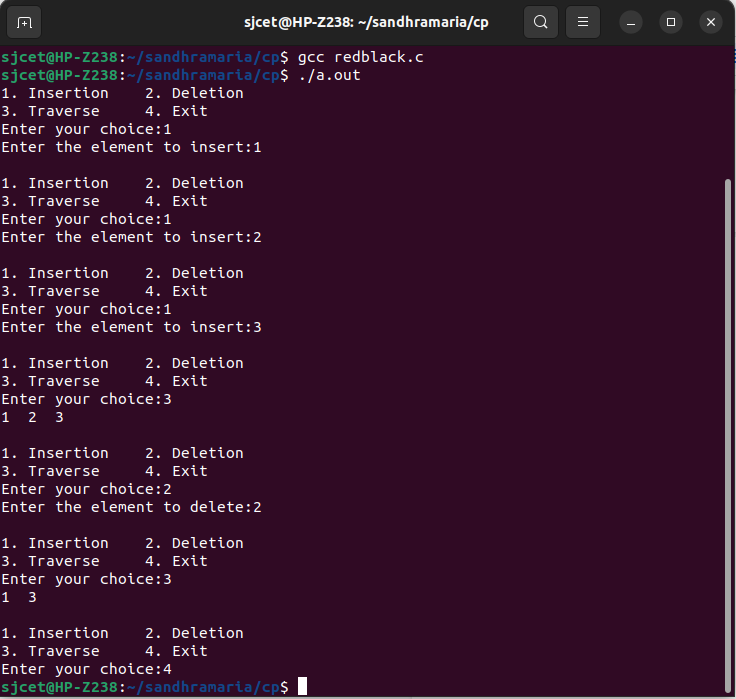 sjcet@HP-Z238: ~/sandhramaria/cp
sjcet@HP-Z238:~/sandhramaria/cp$ gcc redblack.c
sjcet@HP-Z238:~/sandhramaria/cp$ ./a.out
1. Insertion    2. Deletion
3. Traverse     4. Exit
Enter your choice:1
Enter the element to insert:1

1. Insertion    2. Deletion
3. Traverse     4. Exit
Enter your choice:1
Enter the element to insert:2

1. Insertion    2. Deletion
3. Traverse     4. Exit
Enter your choice:1
Enter the element to insert:3

1. Insertion    2. Deletion
3. Traverse     4. Exit
Enter your choice:3
1  2  3

1. Insertion    2. Deletion
3. Traverse     4. Exit
Enter your choice:2
Enter the element to delete:2

1. Insertion    2. Deletion
3. Traverse     4. Exit
Enter your choice:3
1  3

1. Insertion    2. Deletion
3. Traverse     4. Exit
Enter your choice:4
sjcet@HP-Z238:~/sandhramaria/cp$